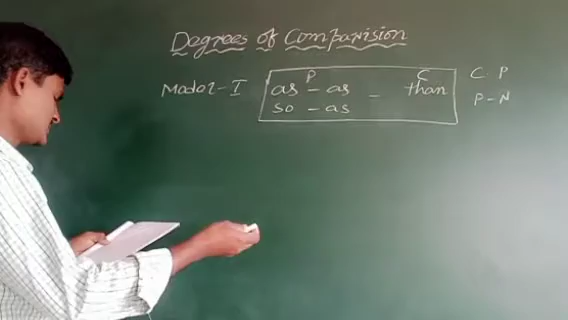 Degrees of Comparision
P C C. P
Model-I as - as - than P-N
so - as